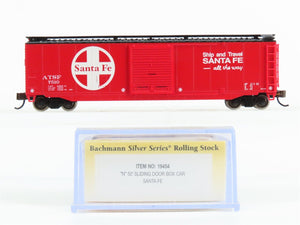 Santa Fe
ATSF
Ship and Travel
SANTA FE
all the way
Bachmann Silver Series® Rolling Stock
ITEM NO: 19454
"N" 50' SLIDING DOOR BOX CAR
SANTA FE